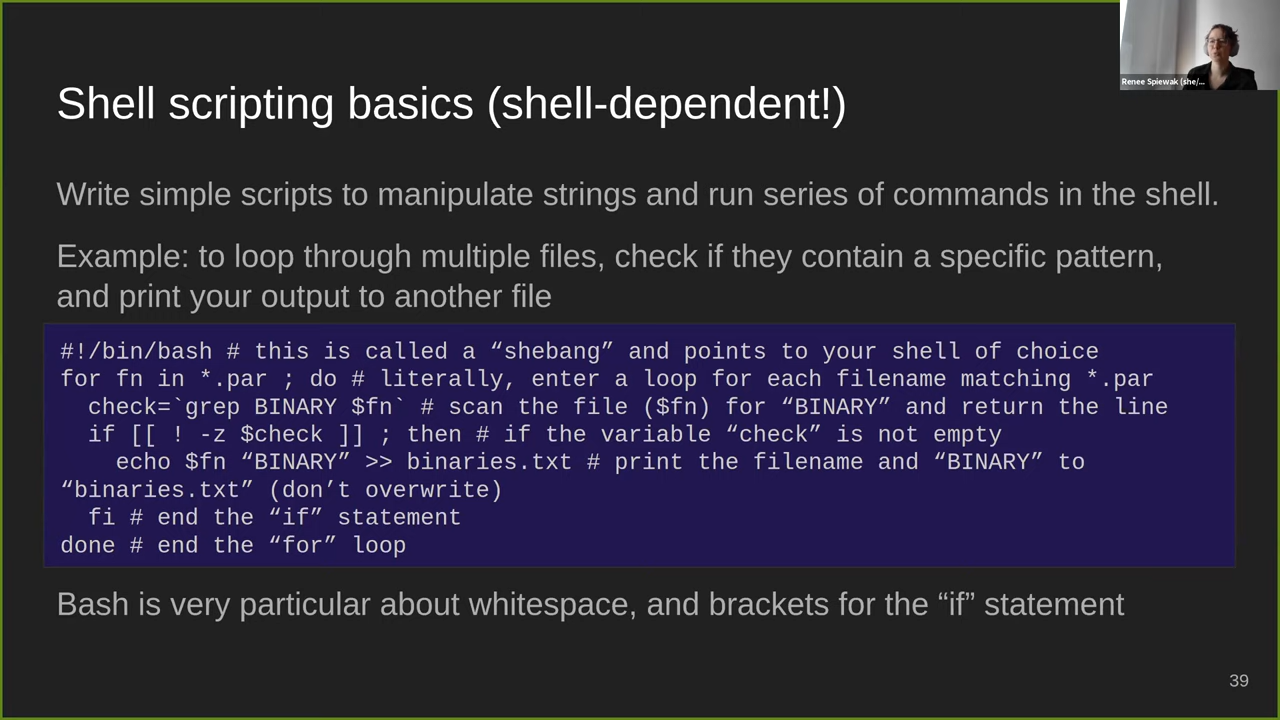 Renee Spiewak (she/...
Shell scripting basics (shell-dependent!)
Write simple scripts to manipulate strings and run series of commands in the shell.
Example: to loop through multiple files, check if they contain a specific pattern,
and print your output to another file
#!/bin/bash # this is called a “shebang” and points to your shell of choice
for fn in *.par ; do # literally, enter a loop for each filename matching *.par
  check=`grep BINARY $fn` # scan the file ($fn) for “BINARY” and return the line
  if [[ ! -z $check ]] ; then # if the variable “check” is not empty
    echo $fn “BINARY” >> binaries.txt # print the filename and “BINARY” to
“binaries.txt” (don’t overwrite)
  fi # end the “if” statement
done # end the “for” loop
Bash is very particular about whitespace, and brackets for the “if” statement
39